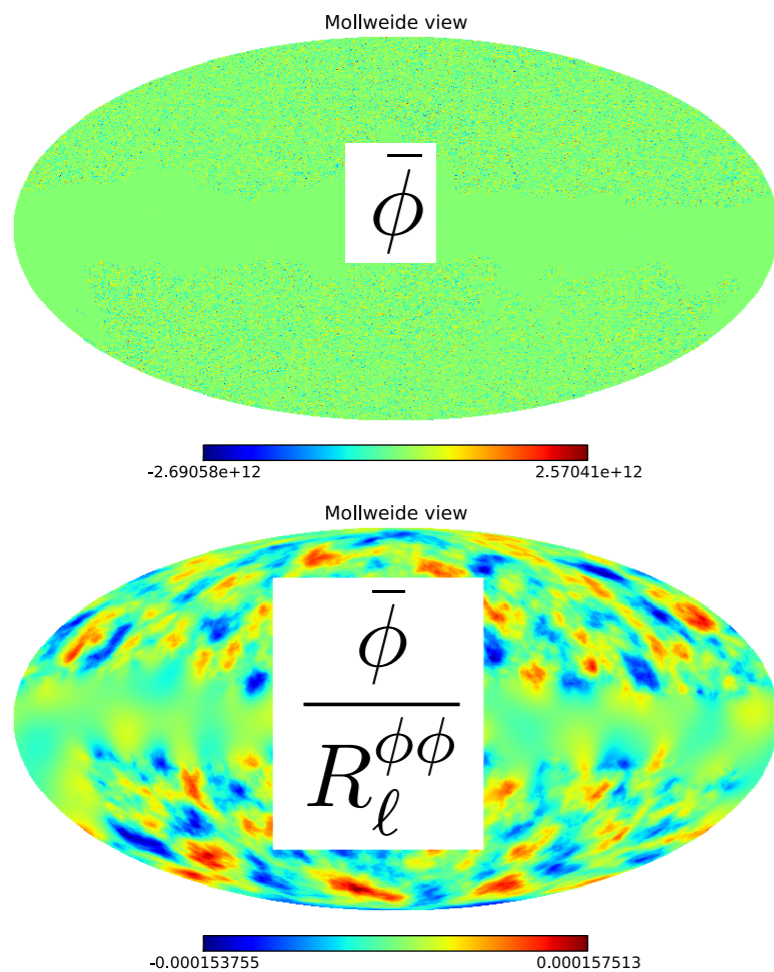 Mollweide view
ϕ̄
-2.69058e+12 2.57041e+12
Mollweide view
ϕ̄
R_ℓ^{ϕϕ}
-0.000153755 0.000157513